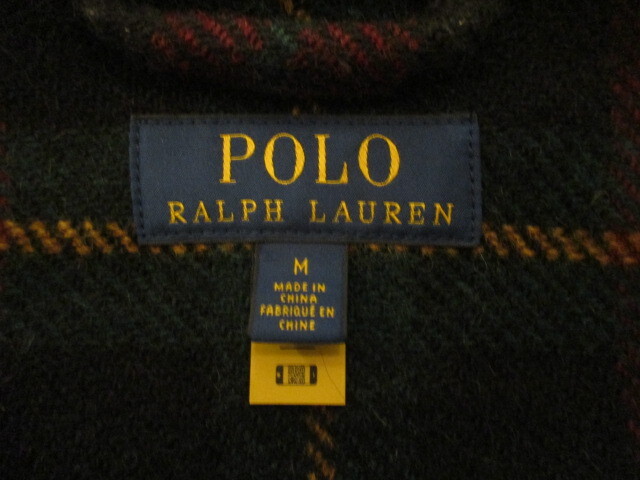 POLO
RALPH LAUREN
M
MADE IN
CHINA
FABRIQUÉ EN
CHINE